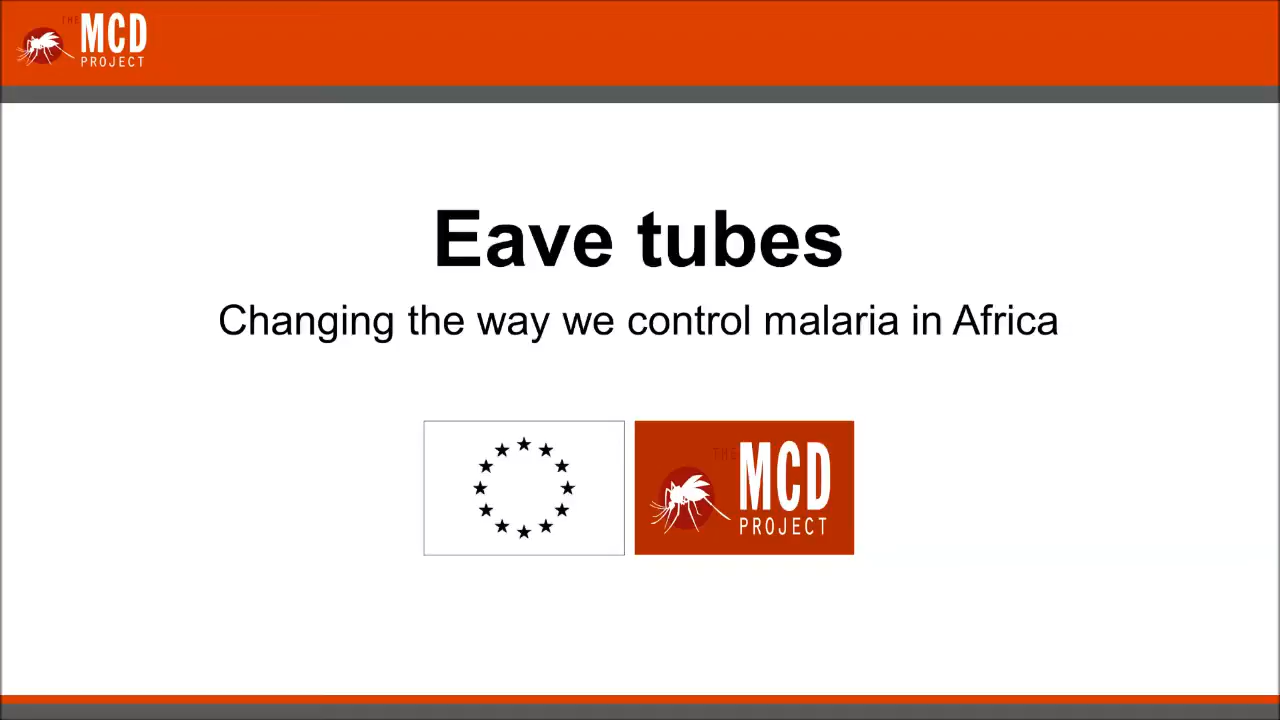 THE
MCD
PROJECT
Eave tubes
Changing the way we control malaria in Africa
THE
MCD
PROJECT